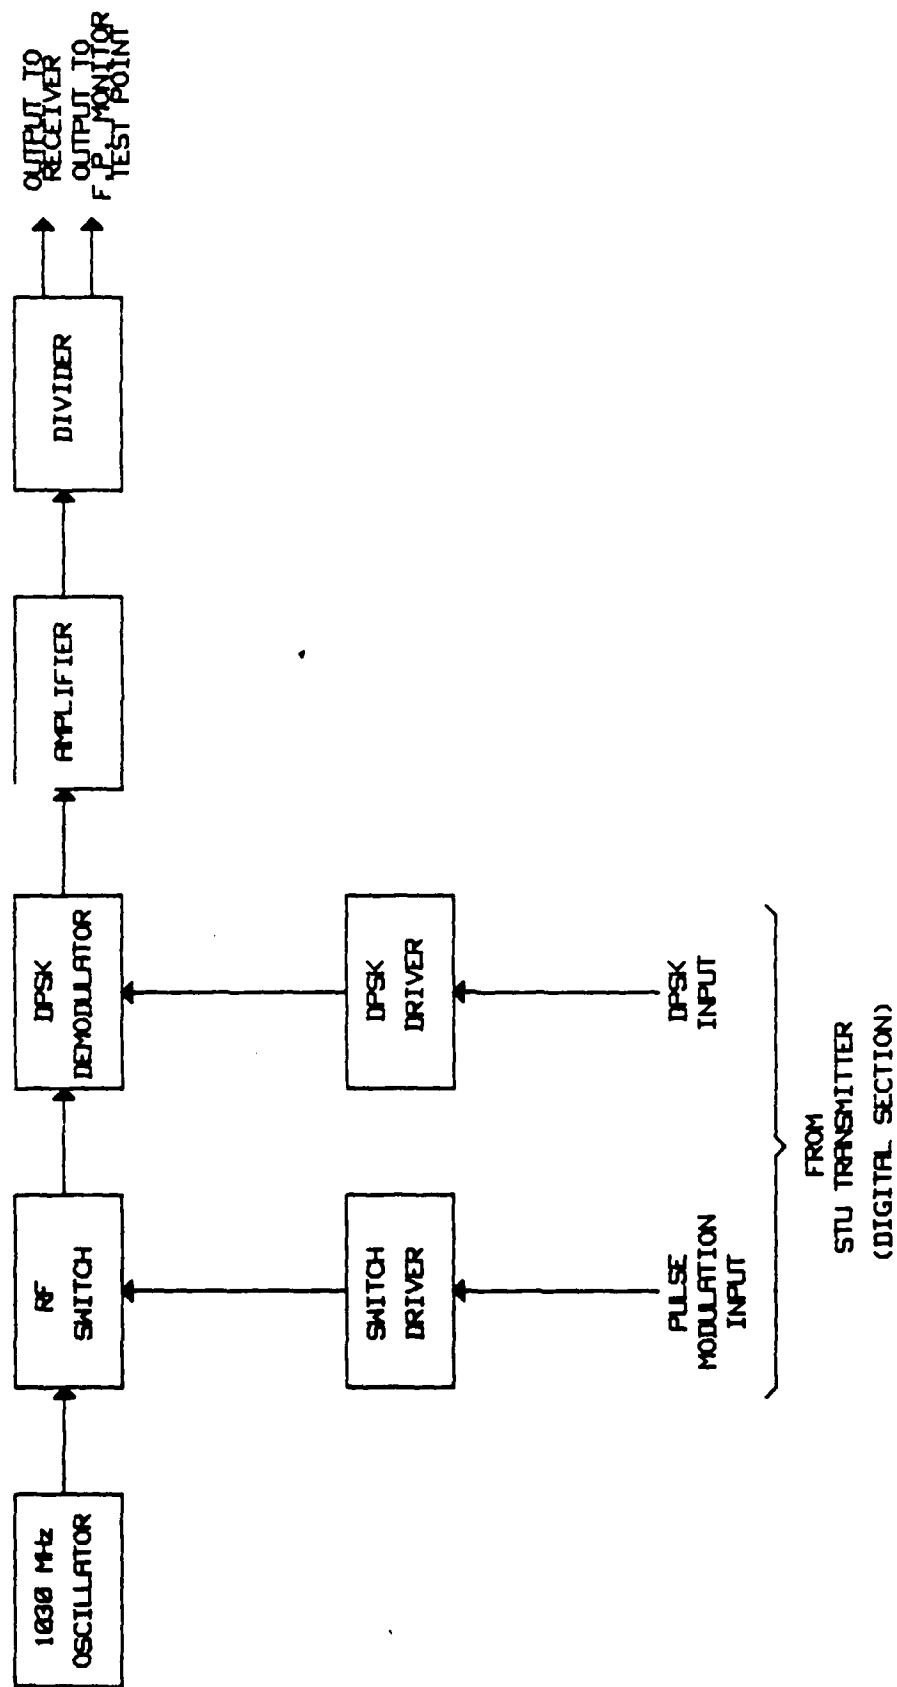 1030 MHz
OSCILLATOR
RF
SWITCH
DPSK
DEMODULATOR
AMPLIFIER
DIVIDER
OUTPUT TO
RECEIVER
OUTPUT TO
F.P. MONITOR
TEST POINT
SWITCH
DRIVER
DPSK
DRIVER
PULSE
MODULATION
INPUT
DPSK
INPUT
FROM
STU TRANSMITTER
(DIGITAL SECTION)